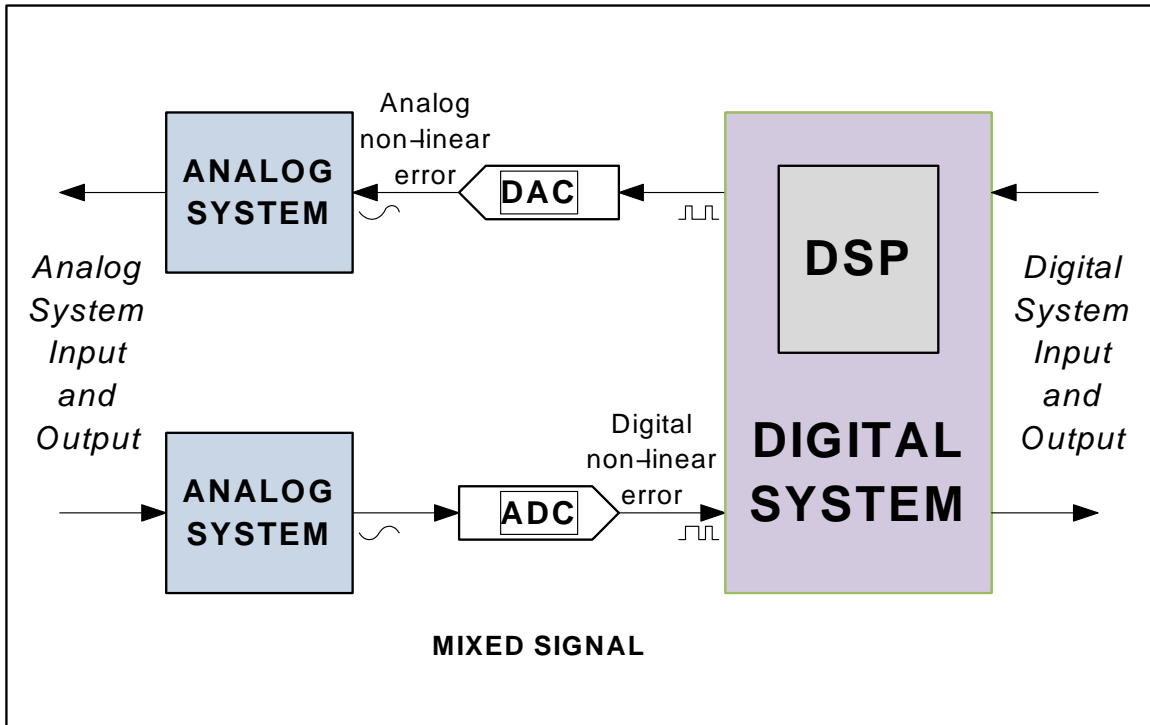 Analog
non-linear
error
ANALOG
SYSTEM
DAC
DSP
Analog
System
Input
and
Output
Digital
System
Input
and
Output
Digital
non-linear
error
ANALOG
SYSTEM
ADC
DIGITAL
SYSTEM
MIXED SIGNAL